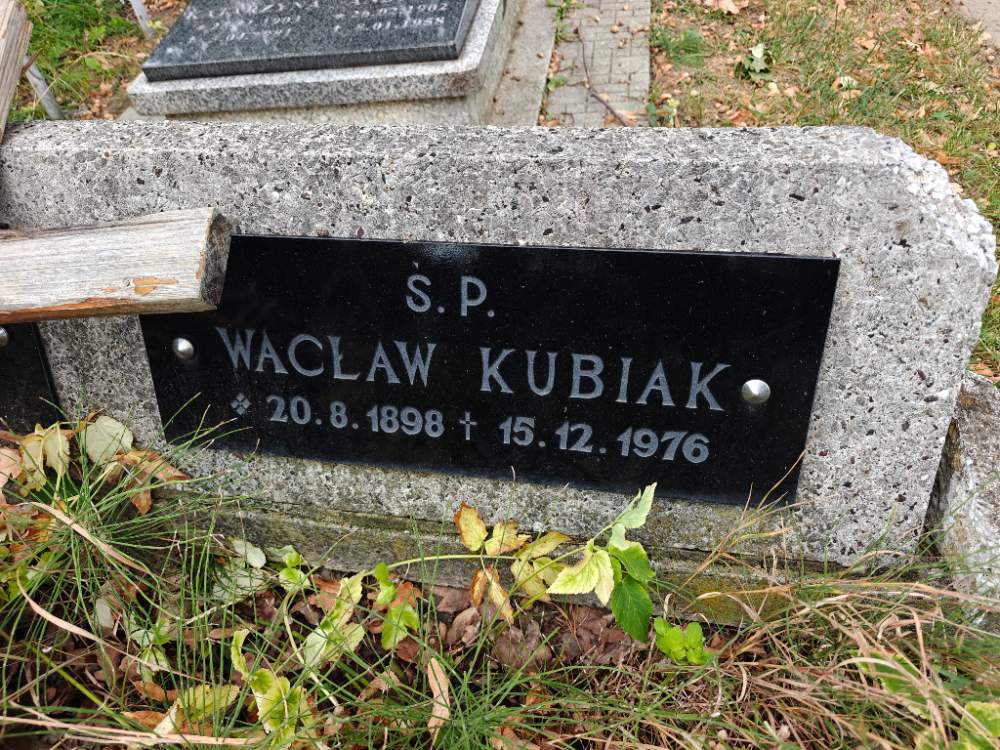 Ś.P.
WACŁAW KUBIAK
20.8.1898 † 15.12.1976